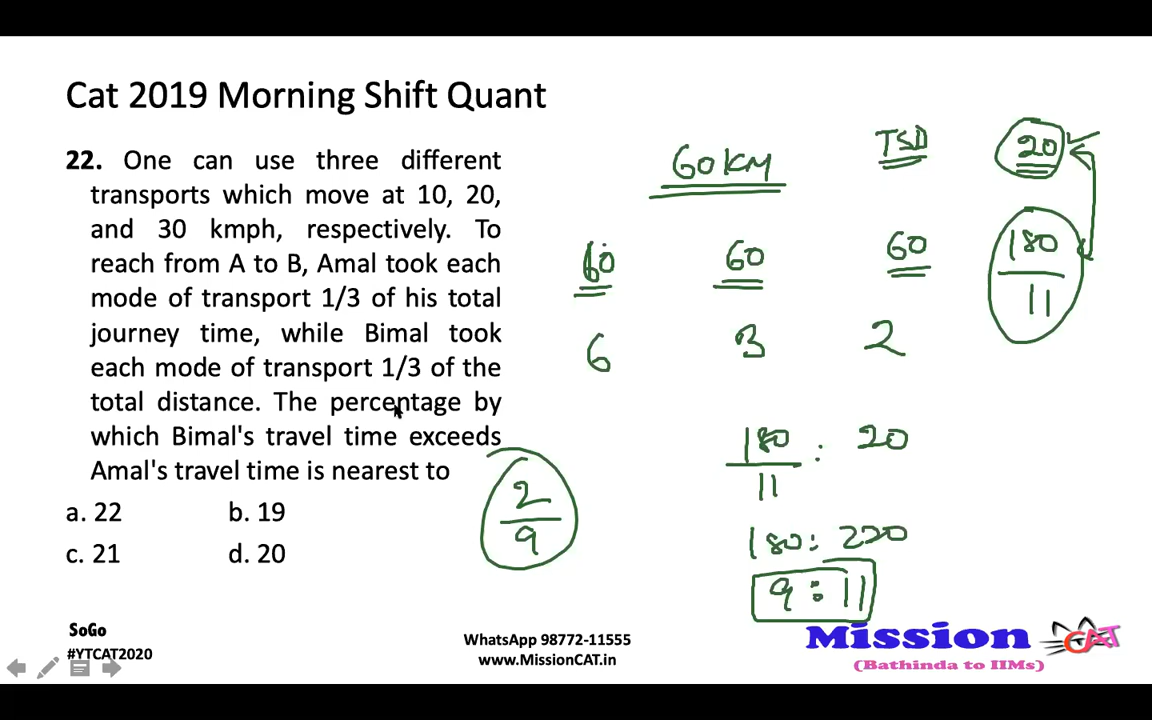 Cat 2019 Morning Shift Quant
22. One can use three different
transports which move at 10, 20,
and 30 kmph, respectively. To
reach from A to B, Amal took each
mode of transport 1/3 of his total
journey time, while Bimal took
each mode of transport 1/3 of the
total distance. The percentage by
which Bimal's travel time exceeds
Amal's travel time is nearest to
a. 22 b. 19
c. 21 d. 20
2/9
60KM
TSD
20
60 60 60
180/11
6 3 2
180/11 : 20
180 : 220
9 : 11
SoGo
#YTCAT2020
WhatsApp 98772-11555
www.MissionCAT.in
Mission CAT
(Bathinda to IIMs)